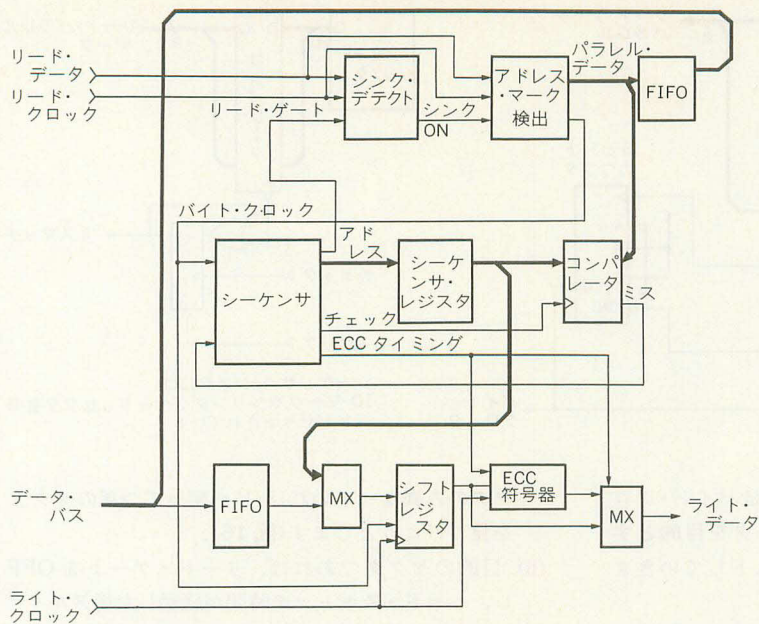 リード・
データ
リード・
クロック
リード・ゲート
シンク・
デテクト
シンク
ON
アドレス
・マーク
検出
パラレル・
データ
FIFO
バイト・クロック
シーケンサ
アド
レス
シーケ
ンサ・
レジスタ
コンパ
レータ
ミス
チェック
ECC タイミング
データ・
バス
FIFO
MX
シフト
レジ
スタ
ECC
符号器
MX
ライト・
データ
ライト・
クロック